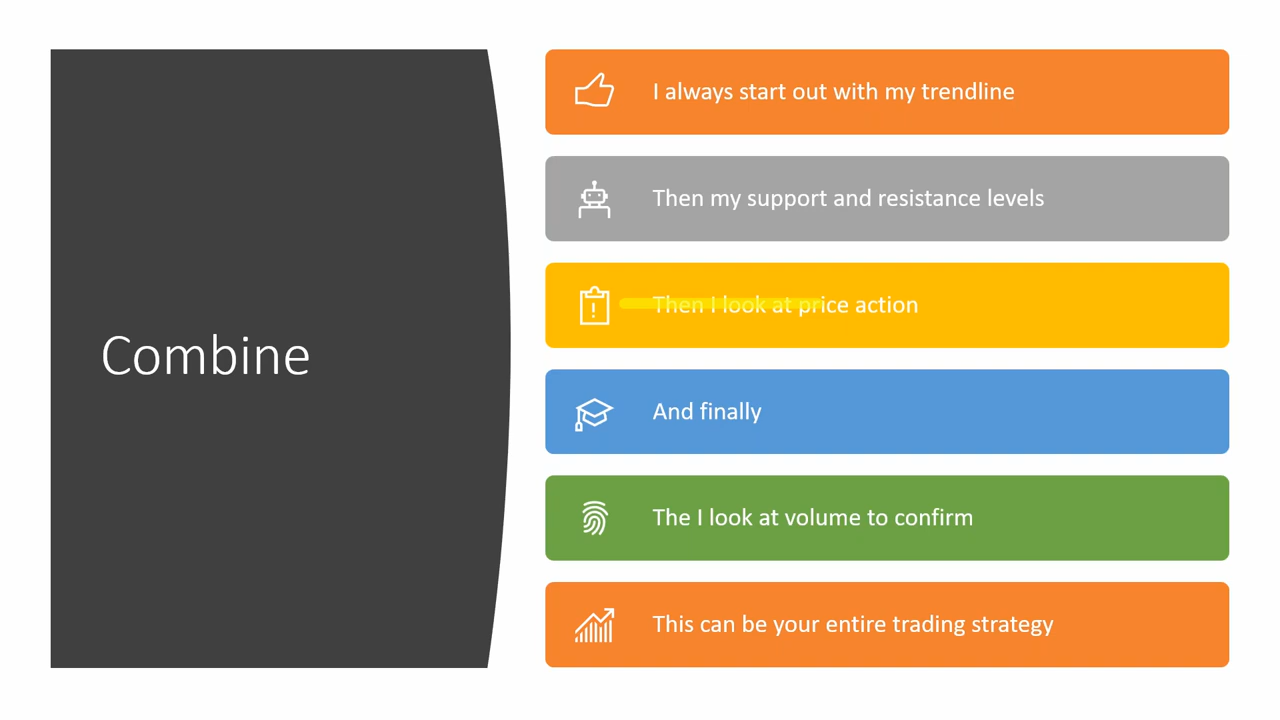 Combine
I always start out with my trendline
Then my support and resistance levels
Then I look at price action
And finally
The I look at volume to confirm
This can be your entire trading strategy